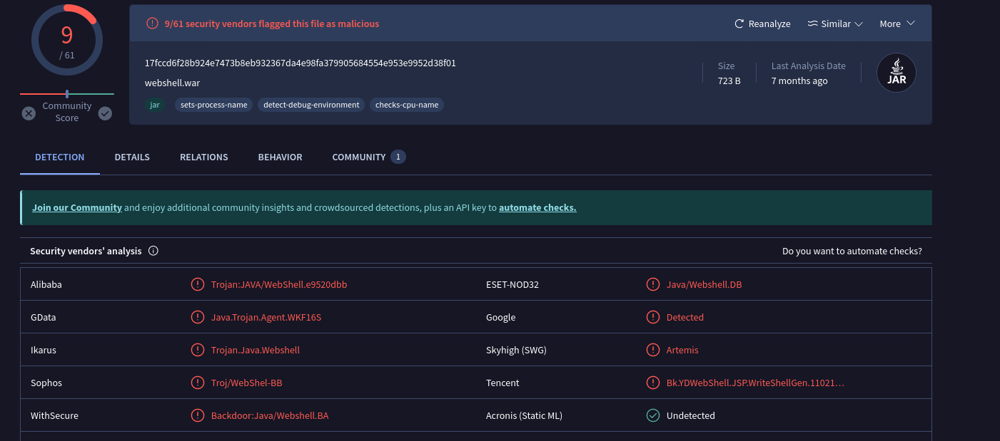 9
/ 61
Community
Score
9/61 security vendors flagged this file as malicious
Reanalyze
Similar
More
17fccd6f28b924e7473b8eb932367da4e98fa379905684554e953e9952d38f01
webshell.war
jar
sets-process-name
detect-debug-environment
checks-cpu-name
Size
723 B
Last Analysis Date
7 months ago
JAR
DETECTION
DETAILS
RELATIONS
BEHAVIOR
COMMUNITY 1
Join our Community and enjoy additional community insights and crowdsourced detections, plus an API key to automate checks.
Security vendors' analysis
Do you want to automate checks?
Alibaba
Trojan:JAVA/WebShell.e9520dbb
ESET-NOD32
Java/Webshell.DB
GData
Java.Trojan.Agent.WKF16S
Google
Detected
Ikarus
Trojan.Java.Webshell
Skyhigh (SWG)
Artemis
Sophos
Troj/WebShel-BB
Tencent
Bk.YDWebShell.JSP.WriteShellGen.11021…
WithSecure
Backdoor:Java/Webshell.BA
Acronis (Static ML)
Undetected